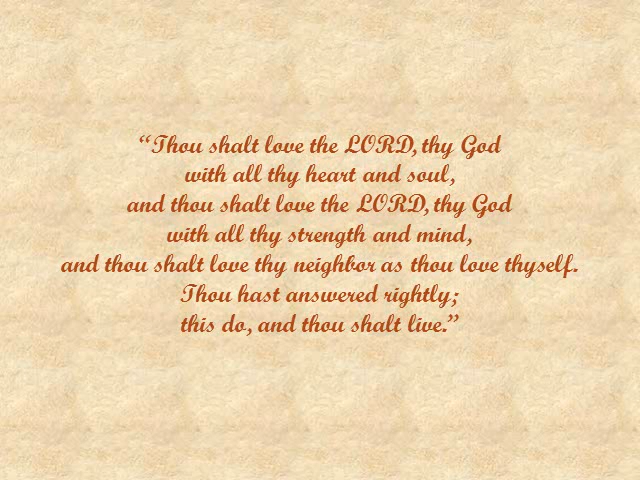 “Thou shalt love the LORD, thy God
with all thy heart and soul,
and thou shalt love the LORD, thy God
with all thy strength and mind,
and thou shalt love thy neighbor as thou love thyself.
Thou hast answered rightly;
this do, and thou shalt live.”